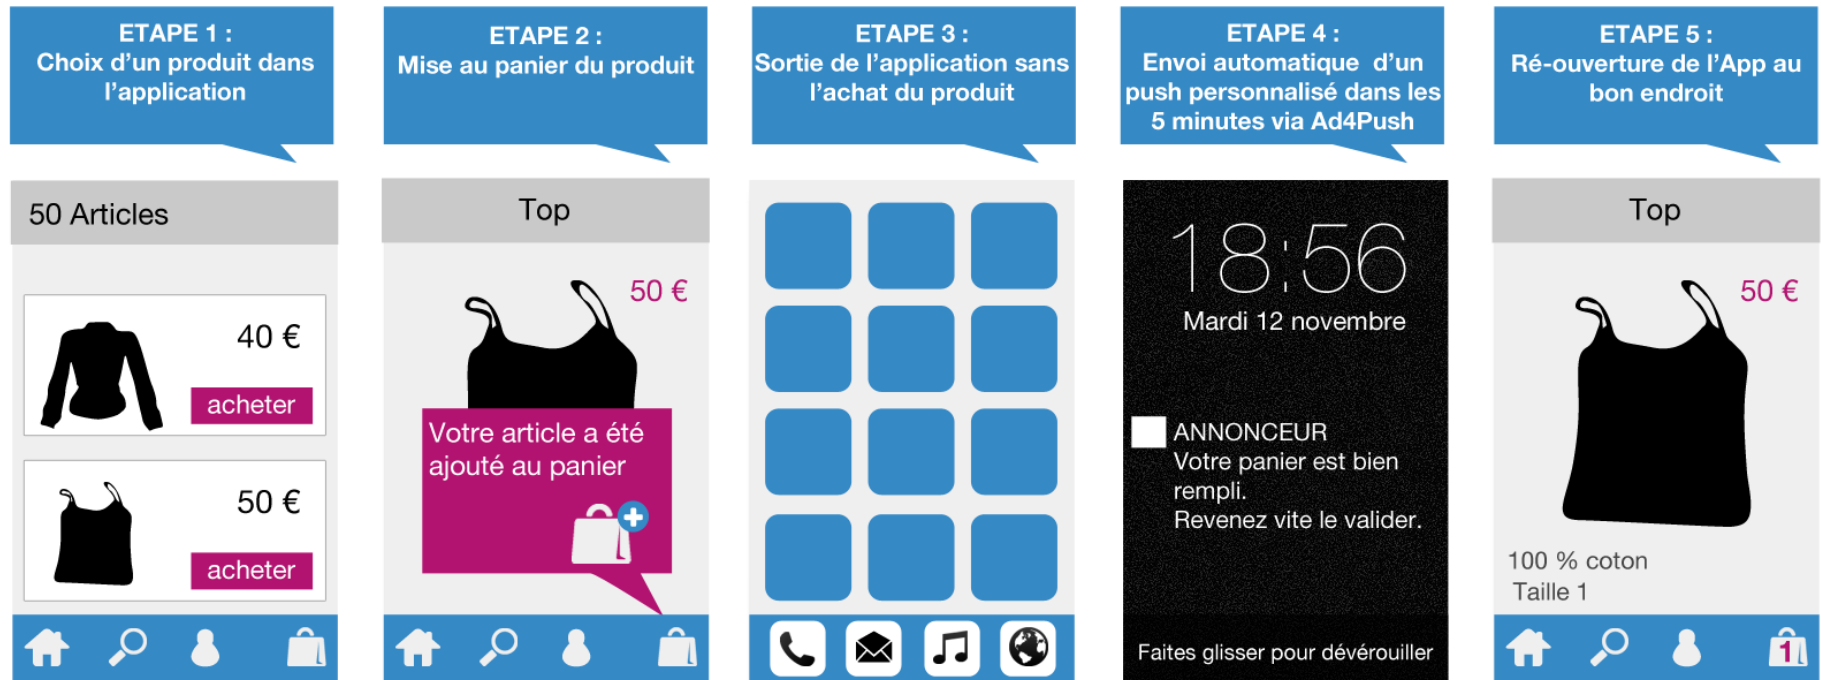 ETAPE 1 :
Choix d'un produit dans
l'application
50 Articles
40 €
acheter
50 €
acheter
ETAPE 2 :
Mise au panier du produit
Top
50 €
Votre article a été
ajouté au panier
ETAPE 3 :
Sortie de l'application sans
l'achat du produit
ETAPE 4 :
Envoi automatique d'un
push personnalisé dans les
5 minutes via Ad4Push
18:56
Mardi 12 novembre
ANNONCEUR
Votre panier est bien
rempli.
Revenez vite le valider.
Faites glisser pour dévérouiller
ETAPE 5 :
Ré-ouverture de l'App au
bon endroit
Top
50 €
100 % coton
Taille 1
1